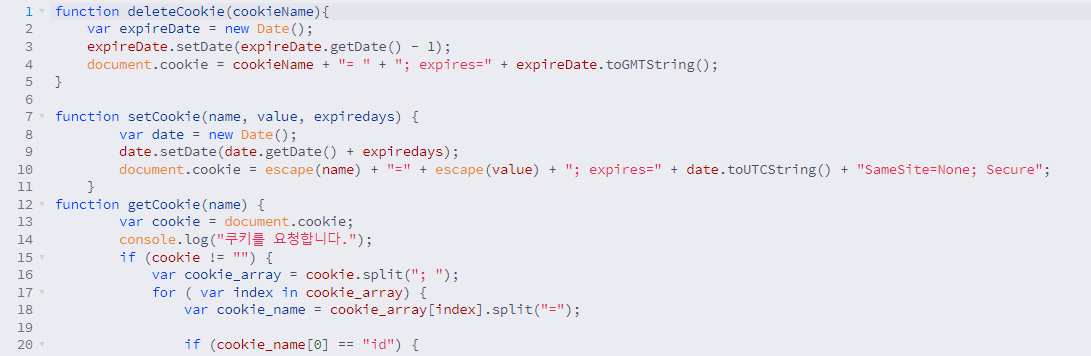 1 function deleteCookie(cookieName){
2 var expireDate = new Date();
3 expireDate.setDate(expireDate.getDate() - 1);
4 document.cookie = cookieName + "= " + "; expires=" + expireDate.toGMTString();
5 }
6
7 function setCookie(name, value, expiredays) {
8 var date = new Date();
9 date.setDate(date.getDate() + expiredays);
10 document.cookie = escape(name) + "=" + escape(value) + "; expires=" + date.toUTCString() + "SameSite=None; Secure";
11 }
12 function getCookie(name) {
13 var cookie = document.cookie;
14 console.log("쿠키를 요청합니다.");
15 if (cookie != "") {
16 var cookie_array = cookie.split("; ");
17 for ( var index in cookie_array) {
18 var cookie_name = cookie_array[index].split("=");
19
20 if (cookie_name[0] == "id") {